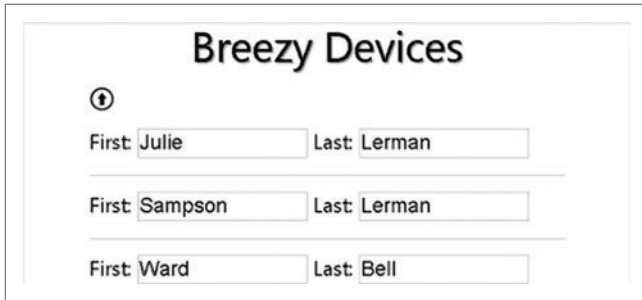 Breezy Devices
First: Julie Last: Lerman
First: Sampson Last: Lerman
First: Ward Last: Bell